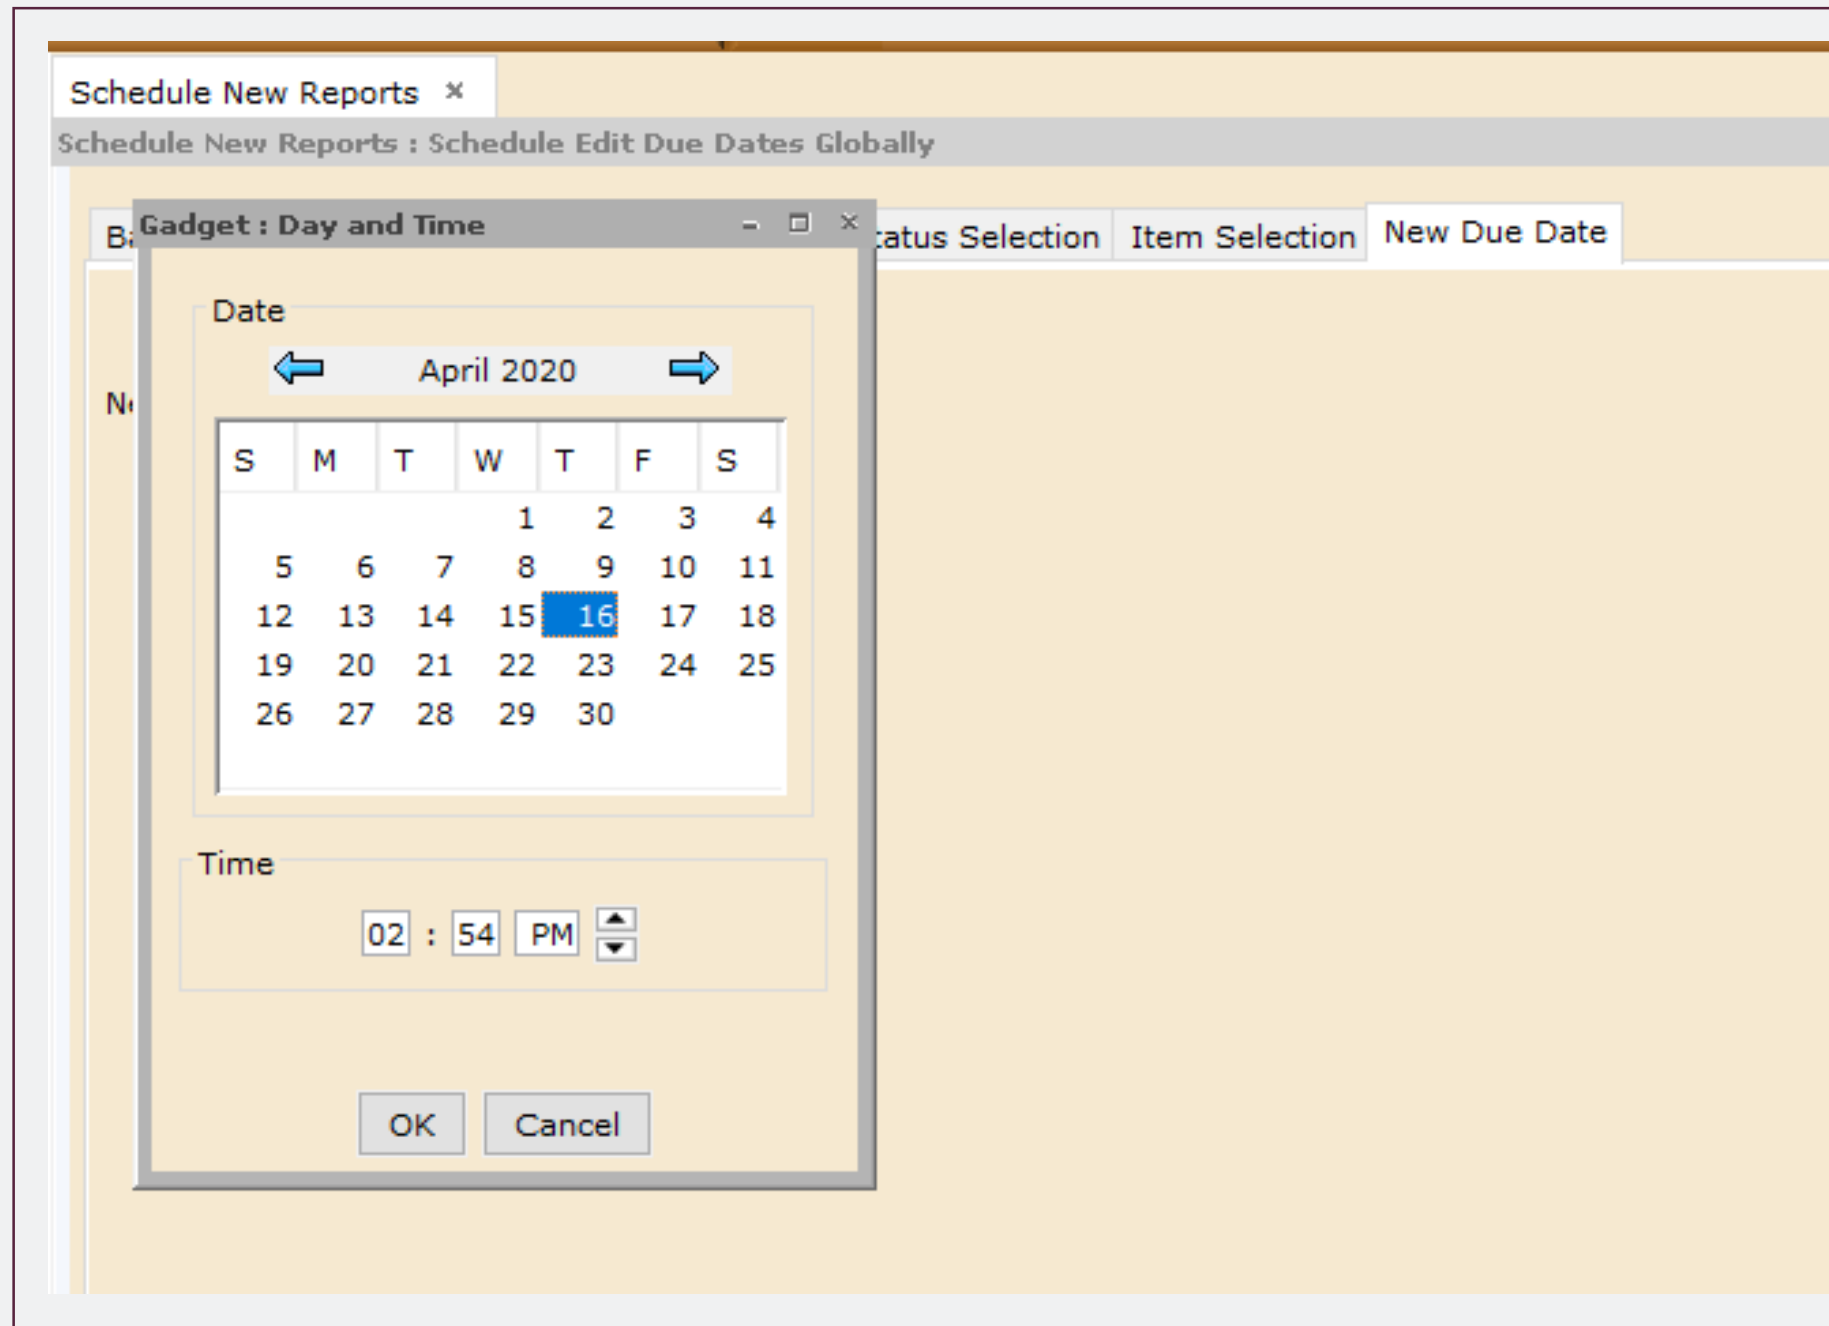 Schedule New Reports
Schedule New Reports : Schedule Edit Due Dates Globally
Gadget : Day and Time
Selection Item Selection New Due Date
Date
April 2020
S M T W T F S
1 2 3 4
5 6 7 8 9 10 11
12 13 14 15 16 17 18
19 20 21 22 23 24 25
26 27 28 29 30
Time
02 : 54 PM
OK Cancel